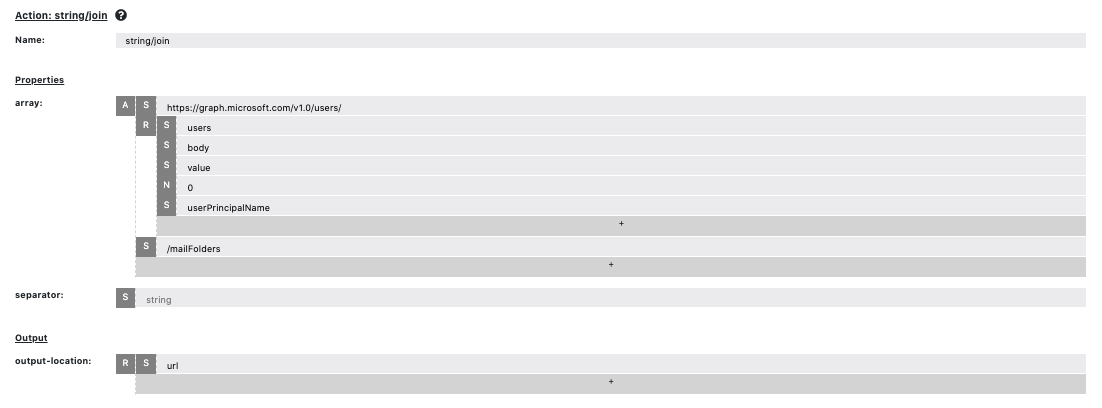 Action: string/join ?
Name: string/join
Properties
array: A S https://graph.microsoft.com/v1.0/users/
R S users
S body
S value
N 0
S userPrincipalName
+
S /mailFolders
+
separator: S string
Output
output-location: R S url
+